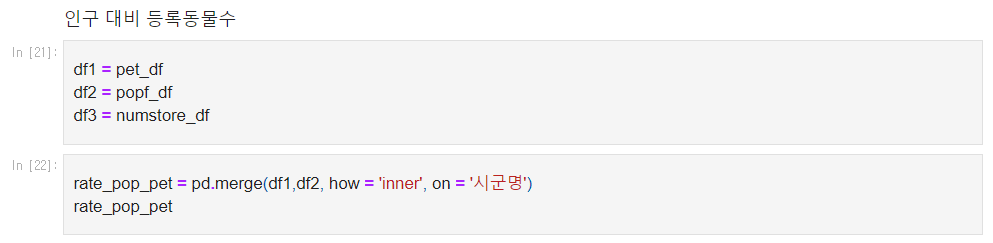 인구 대비 등록동물수
In [21]:
df1 = pet_df
df2 = popf_df
df3 = numstore_df
In [22]:
rate_pop_pet = pd.merge(df1,df2, how = 'inner', on = '시군명')
rate_pop_pet